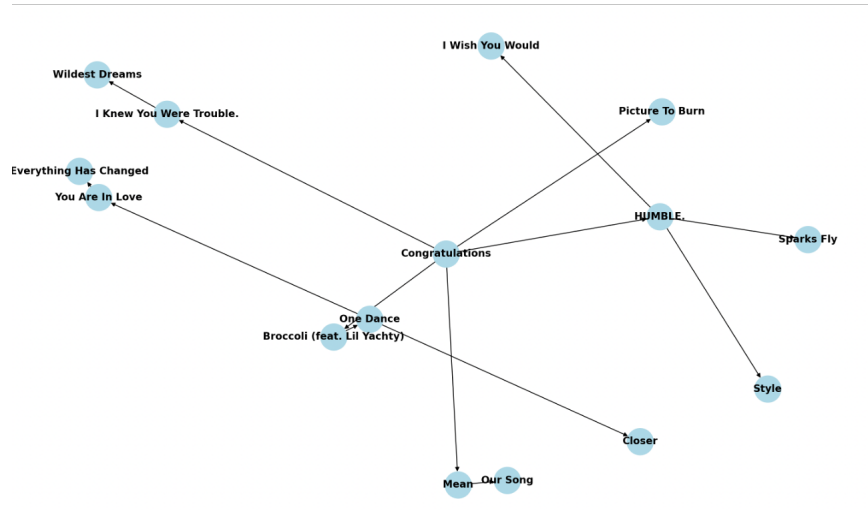 I Wish You Would
Wildest Dreams
Picture To Burn
I Knew You Were Trouble.
Everything Has Changed
You Are In Love
HUMBLE.
Sparks Fly
Congratulations
One Dance
Broccoli (feat. Lil Yachty)
Style
Closer
Our Song
Mean